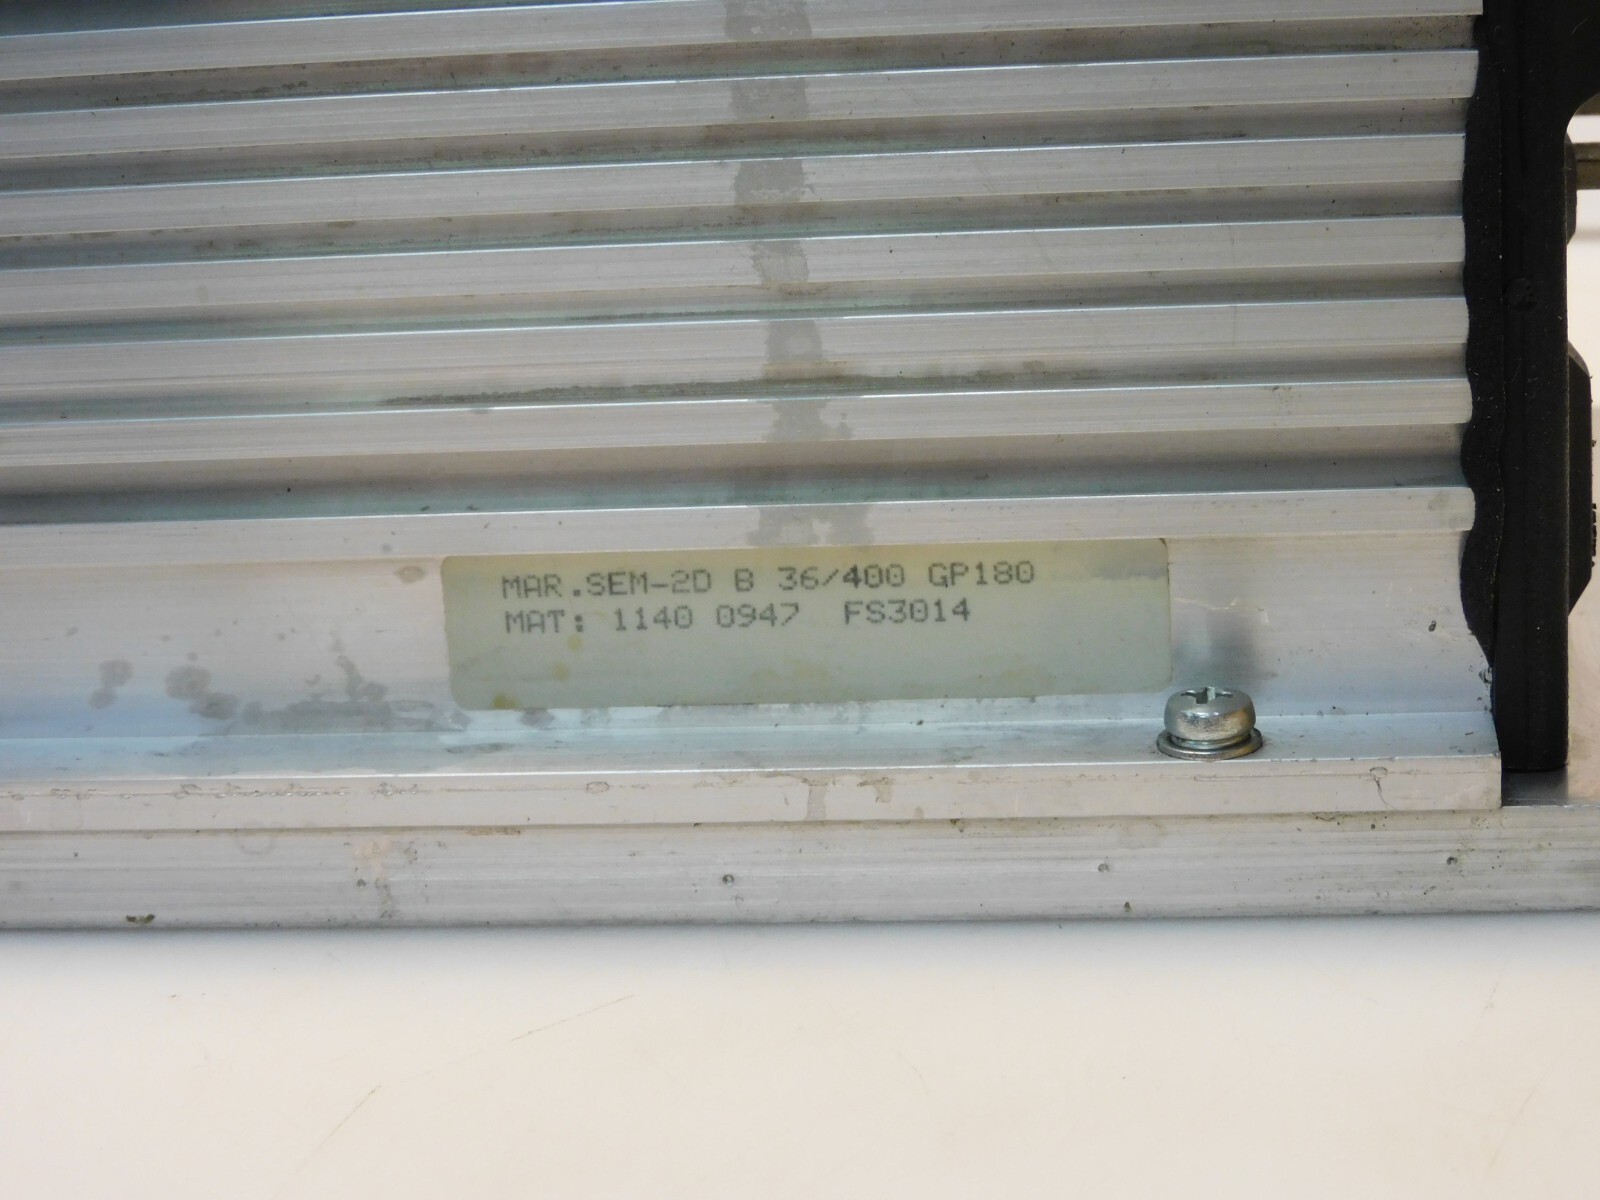 MAR.SEM-2D B 36/400 GP180
MAT: 1140 0947 FS3014